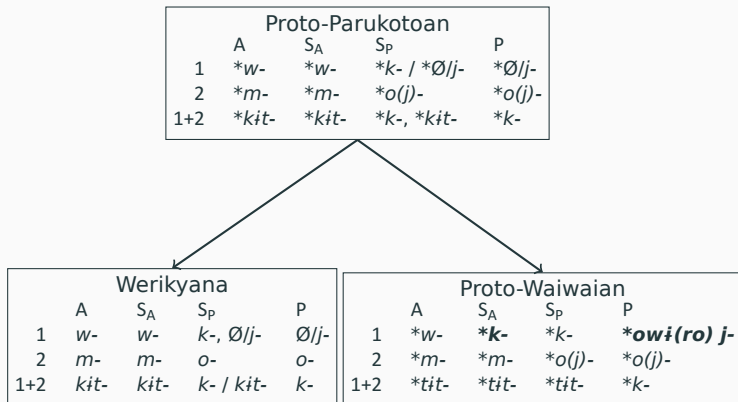 Proto-Parukotoan
A S_A S_P P
1 *w- *w- *k- / *Ø/j- *Ø/j-
2 *m- *m- *o(j)- *o(j)-
1+2 *kɨt- *kɨt- *k-, *kɨt- *k-
Werikyana
A S_A S_P P
1 w- w- k-, Ø/j- Ø/j-
2 m- m- o- o-
1+2 kɨt- kɨt- k- / kɨt- k-
Proto-Waiwaian
A S_A S_P P
1 *w- *k- *k- *owɨ(ro) j-
2 *m- *m- *o(j)- *o(j)-
1+2 *tɨt- *tɨt- *tɨt- *k-